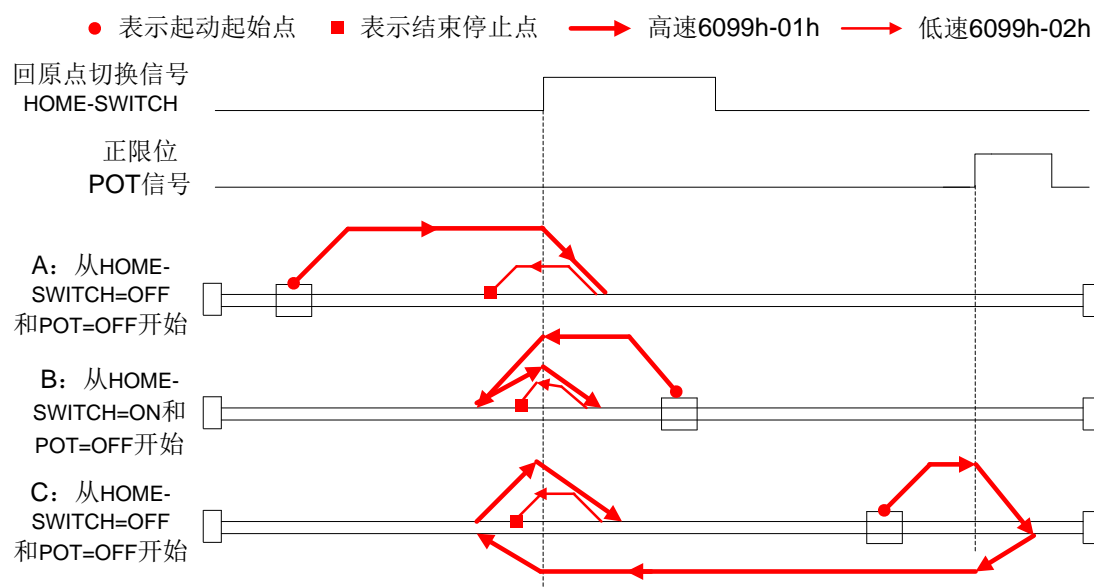 表示起动起始点 表示结束停止点 高速6099h-01h 低速6099h-02h
回原点切换信号
HOME-SWITCH
正限位
POT信号
A：从HOME-
SWITCH=OFF
和POT=OFF开始
B：从HOME-
SWITCH=ON和
POT=OFF开始
C：从HOME-
SWITCH=OFF
和POT=OFF开始